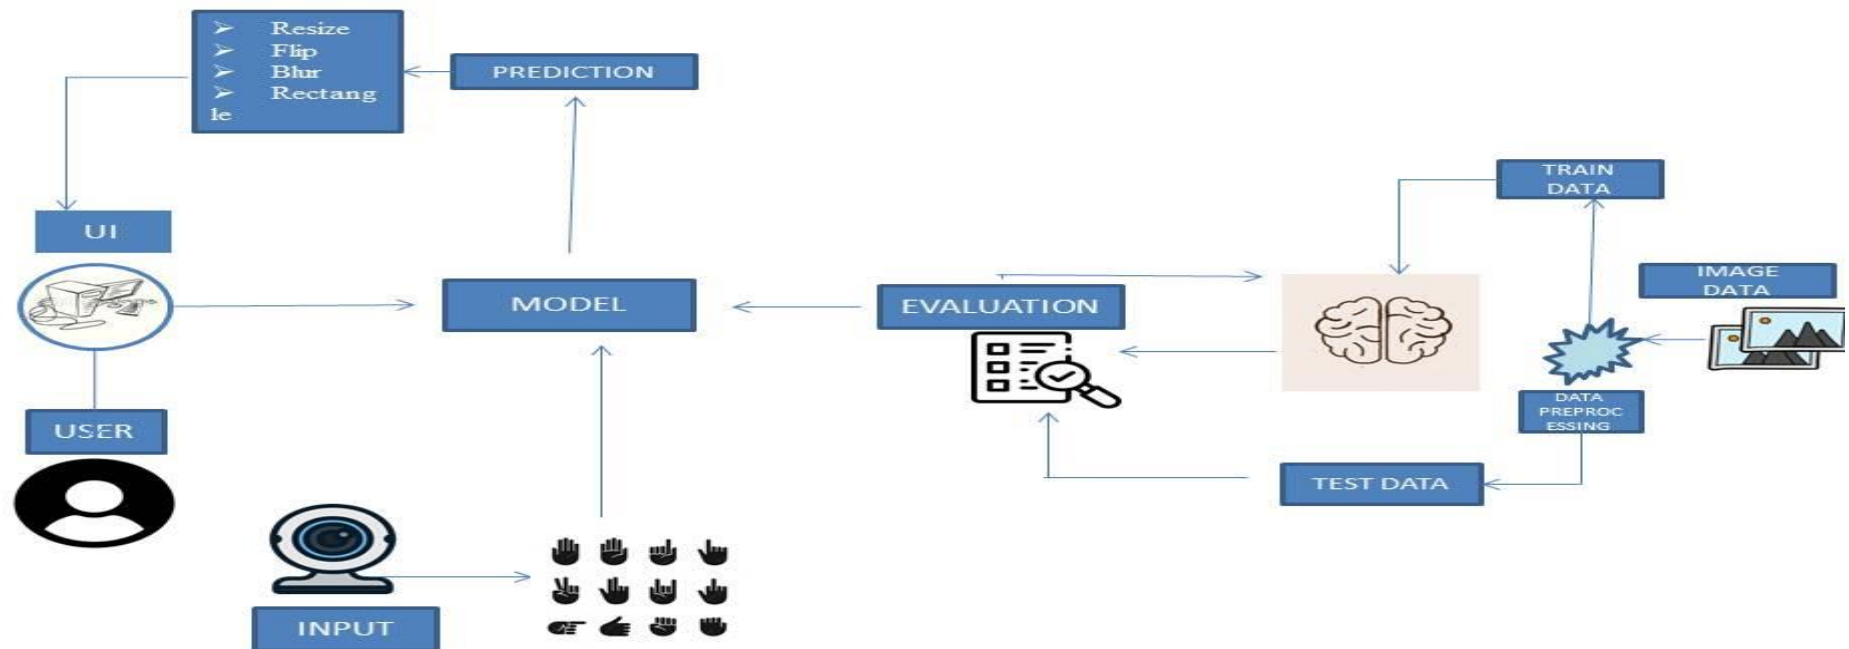 ➢ Resize
➢ Flip
➢ Blur
➢ Rectang
le
PREDICTION
TRAIN
DATA
UI
IMAGE
DATA
MODEL
EVALUATION
DATA
PREPROC
ESSING
USER
TEST DATA
INPUT